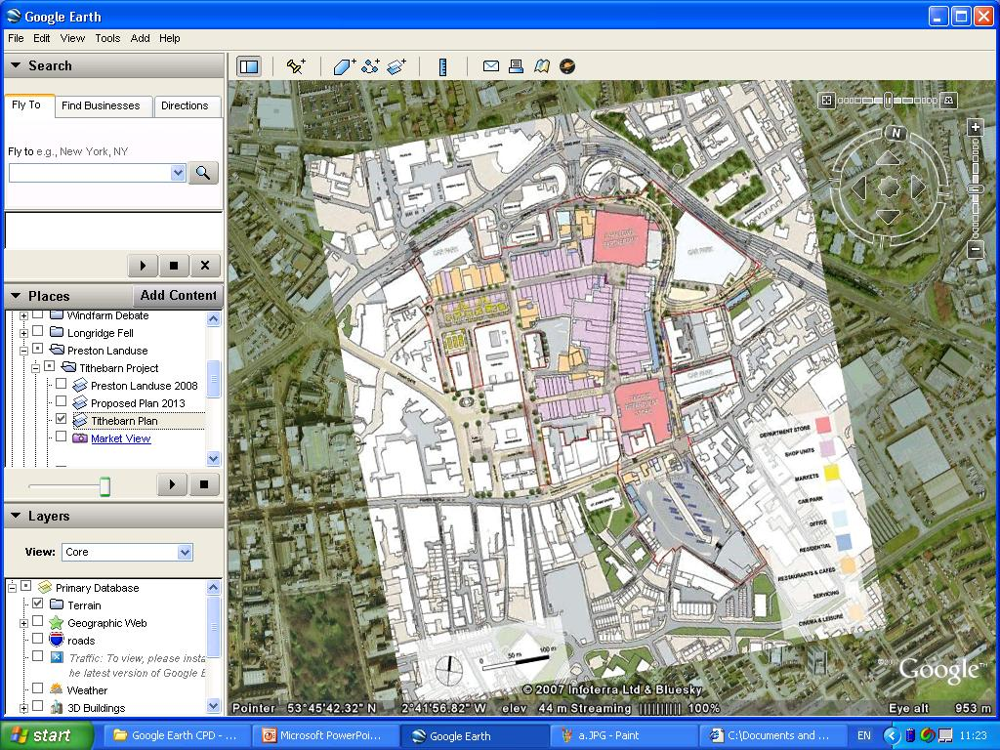 Google Earth
File Edit View Tools Add Help
Search
Fly To Find Businesses Directions
Fly to e.g., New York, NY
Places Add Content
Windfarm Debate
Longridge Fell
Preston Landuse
Tithebarn Project
Preston Landuse 2008
Proposed Plan 2013
Tithebarn Plan
Market View
Layers
View: Core
Primary Database
Terrain
Geographic Web
roads
Traffic: To view, please insta
he latest version of Google E
Weather
3D Buildings
N
CAR PARK
CAR PARK
CAR PARK
DEPARTMENT STORE
SHOP UNITS
MARKETS
CAR PARK
OFFICE
RESIDENTIAL
RESTAURANTS & CAFES
SERVICING
CINEMA & LEISURE
0 50 m 100 m
© 2007 Infoterra Ltd & Bluesky
©2007 Google™
Pointer 53°45'42.32" N 2°41'56.82" W elev 44 m Streaming |||||||||| 100% Eye alt 953 m
start Google Earth CPD - ... Microsoft PowerPoi... Google Earth a.JPG - Paint C:\Documents and ... EN 11:23